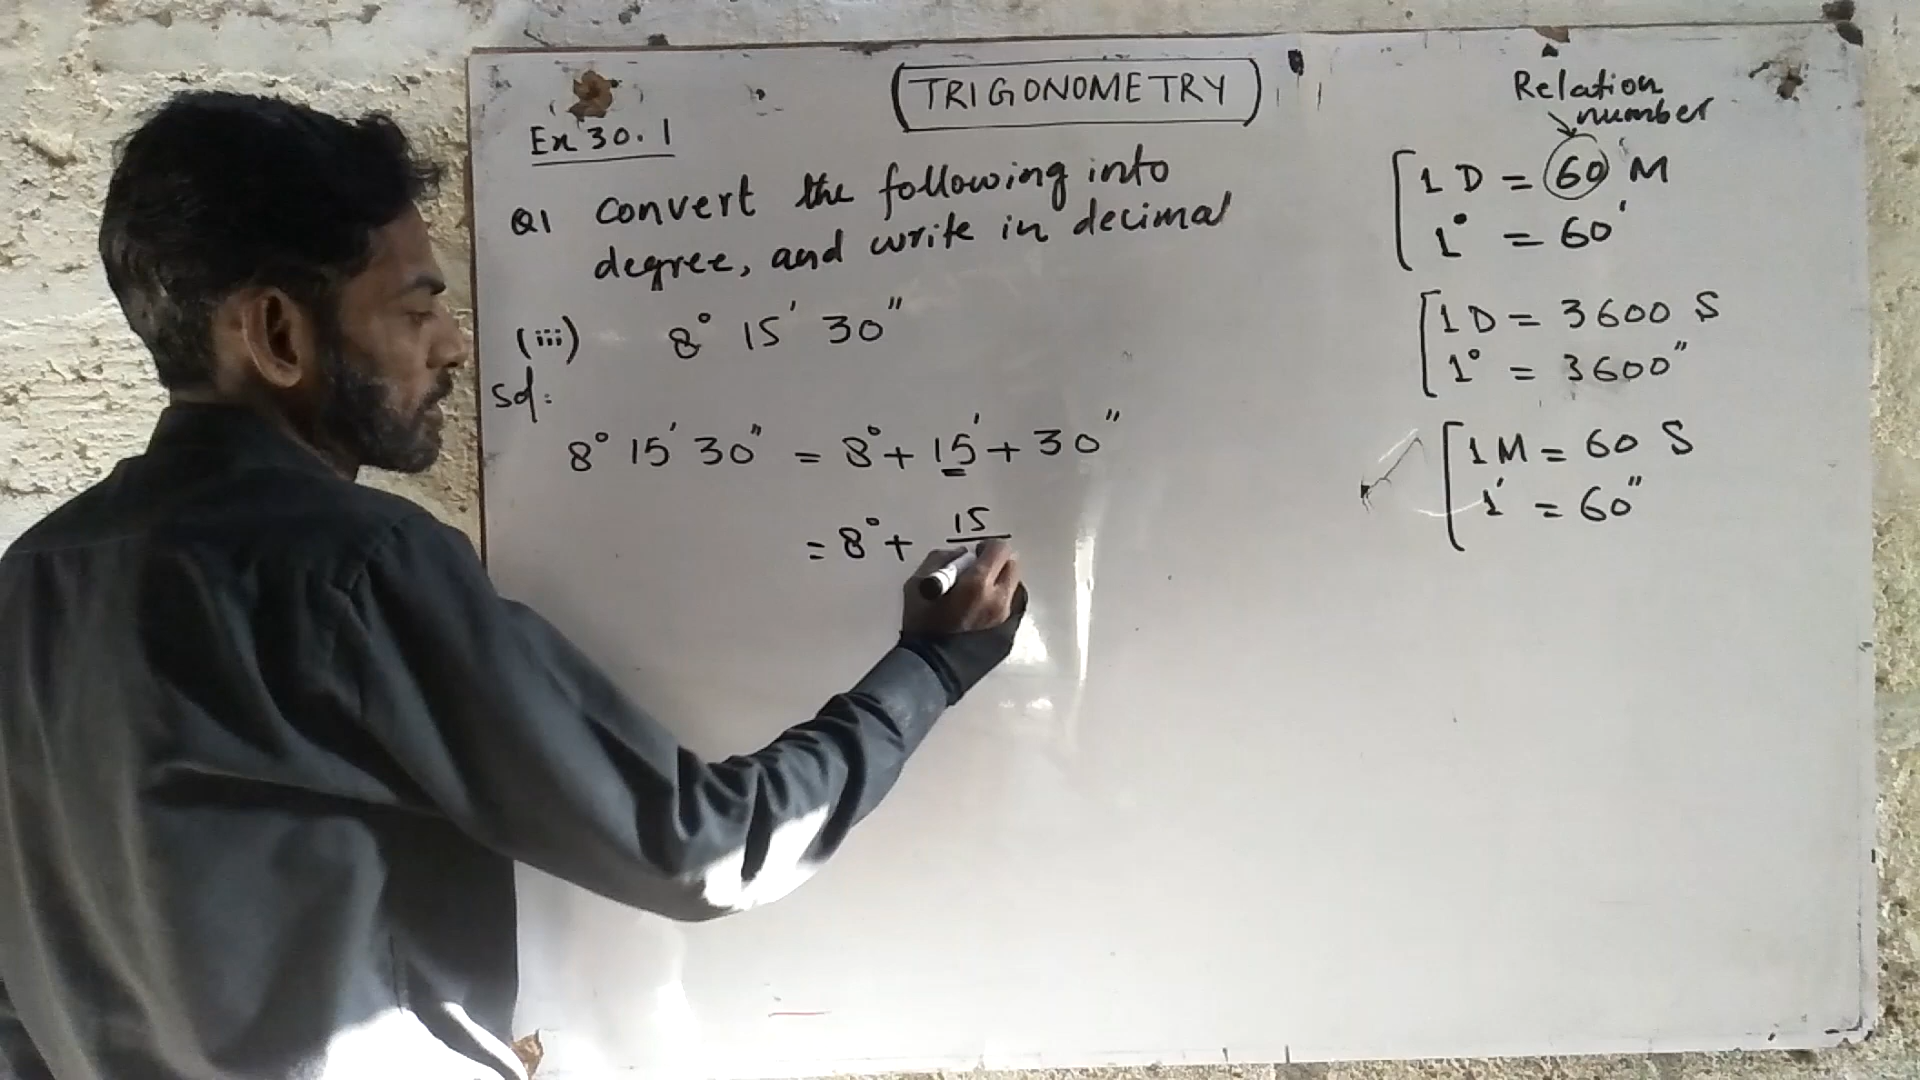 TRIGONOMETRY
Ex 30.1
Q1 Convert the following into
degree, and write in decimal
(iii) 8° 15' 30"
Sol:
8° 15' 30" = 8° + 15' + 30"
= 8° + 15
Relation
number
1 D = 60 M
1° = 60'
1 D = 3600 S
1° = 3600"
1 M = 60 S
1' = 60"